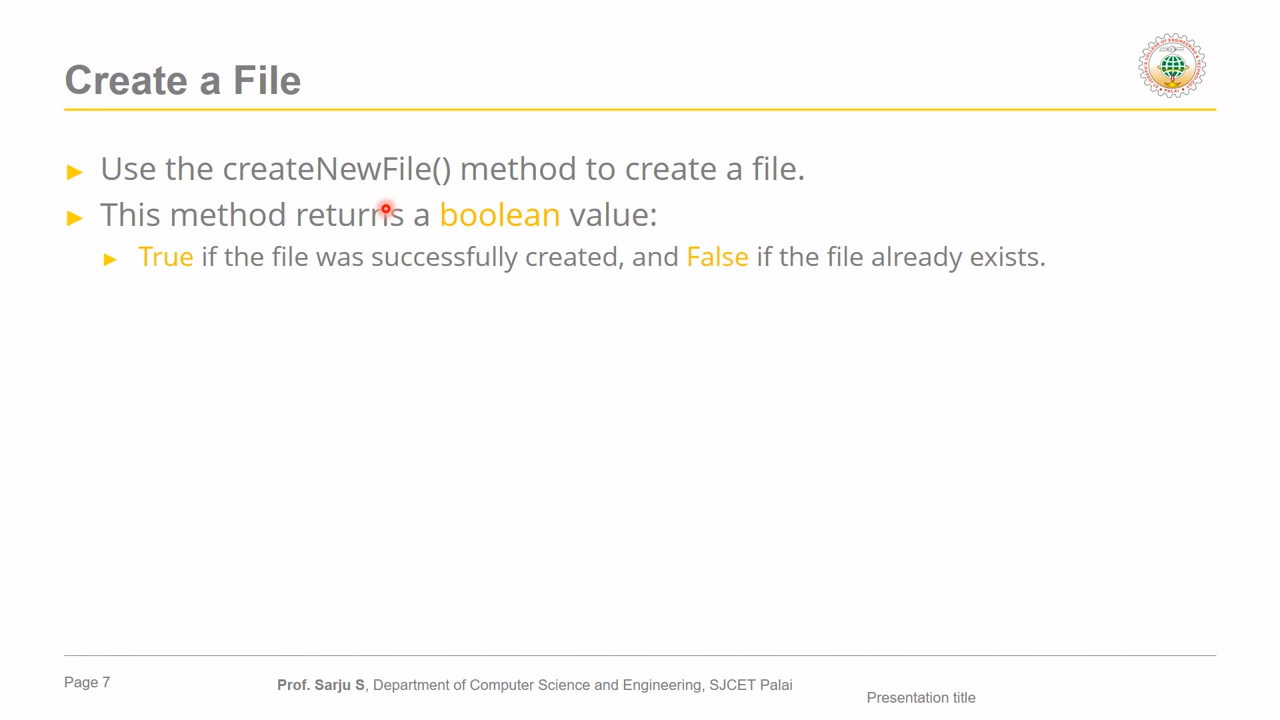 Create a File
► Use the createNewFile() method to create a file.
► This method returns a boolean value:
► True if the file was successfully created, and False if the file already exists.
Page 7
Prof. Sarju S, Department of Computer Science and Engineering, SJCET Palai
Presentation title